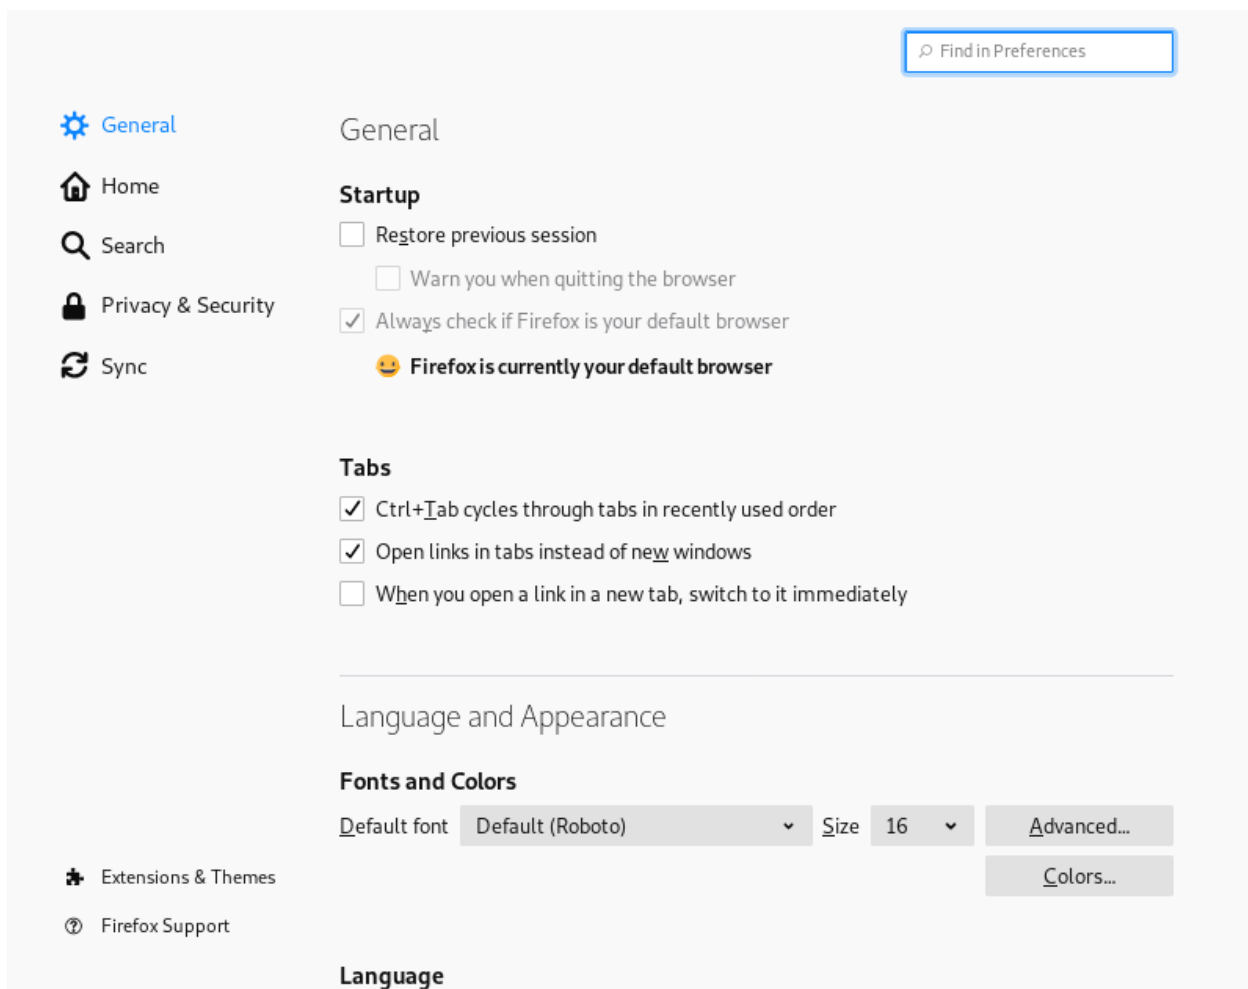 Find in Preferences
General
Home
Search
Privacy & Security
Sync
Extensions & Themes
Firefox Support
General
Startup
Restore previous session
Warn you when quitting the browser
Always check if Firefox is your default browser
Firefox is currently your default browser
Tabs
Ctrl+Tab cycles through tabs in recently used order
Open links in tabs instead of new windows
When you open a link in a new tab, switch to it immediately
Language and Appearance
Fonts and Colors
Default font Default (Roboto) Size 16 Advanced...
Colors...
Language